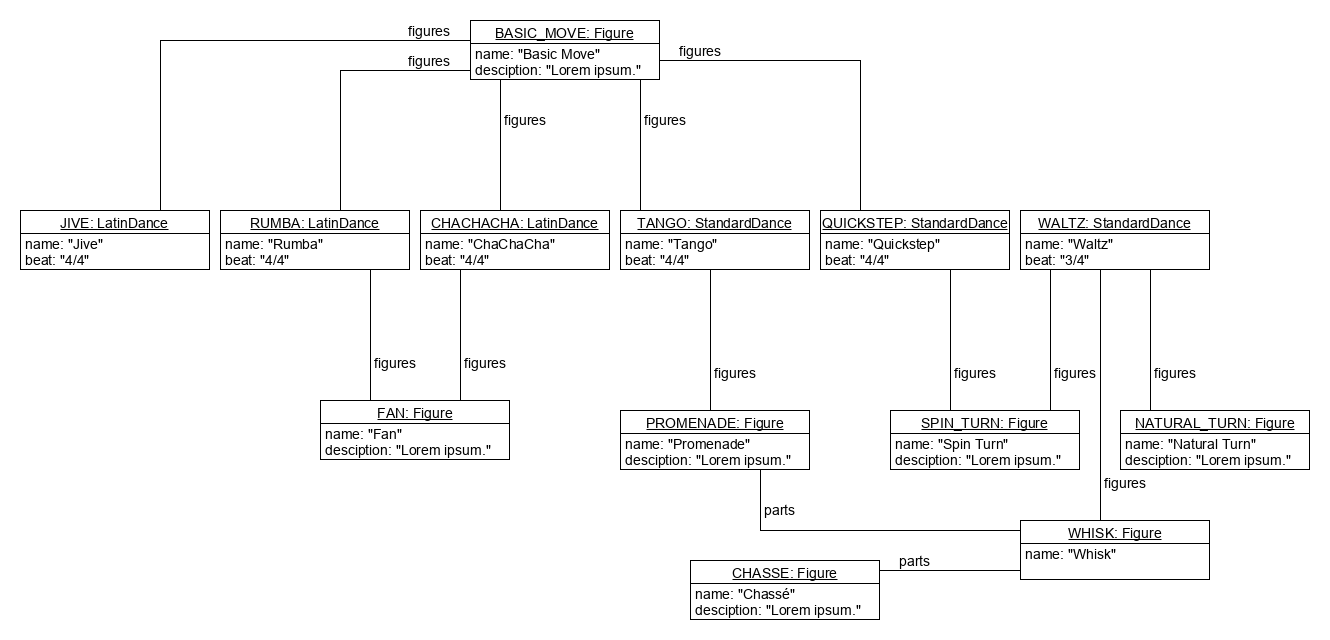 figures
BASIC_MOVE: Figure
name: "Basic Move"
desciption: "Lorem ipsum."
figures
figures
figures
figures
JIVE: LatinDance
name: "Jive"
beat: "4/4"
RUMBA: LatinDance
name: "Rumba"
beat: "4/4"
CHACHACHA: LatinDance
name: "ChaChaCha"
beat: "4/4"
TANGO: StandardDance
name: "Tango"
beat: "4/4"
QUICKSTEP: StandardDance
name: "Quickstep"
beat: "4/4"
WALTZ: StandardDance
name: "Waltz"
beat: "3/4"
figures
figures
figures
figures
figures
figures
FAN: Figure
name: "Fan"
desciption: "Lorem ipsum."
PROMENADE: Figure
name: "Promenade"
desciption: "Lorem ipsum."
SPIN_TURN: Figure
name: "Spin Turn"
desciption: "Lorem ipsum."
NATURAL_TURN: Figure
name: "Natural Turn"
desciption: "Lorem ipsum."
figures
parts
WHISK: Figure
name: "Whisk"
parts
CHASSE: Figure
name: "Chassé"
desciption: "Lorem ipsum."